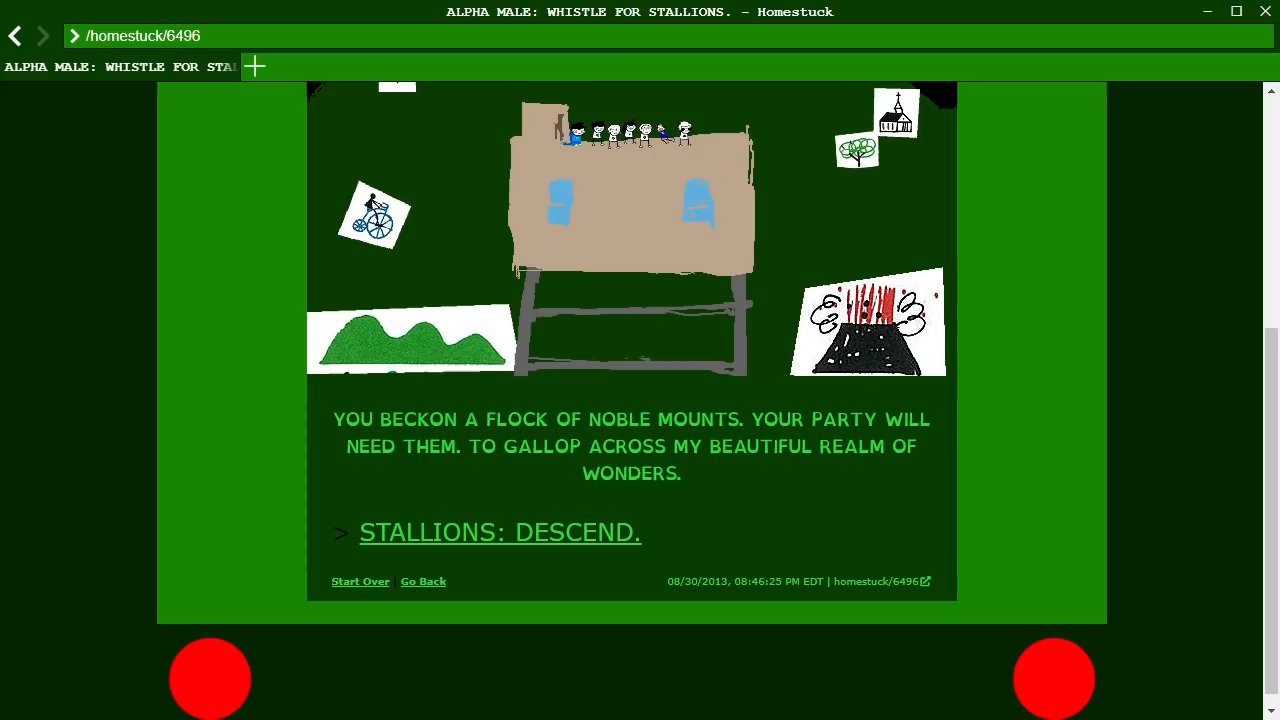 ALPHA MALE: WHISTLE FOR STALLIONS. - Homestuck
/homestuck/6496
ALPHA MALE: WHISTLE FOR STAL
YOU BECKON A FLOCK OF NOBLE MOUNTS. YOUR PARTY WILL
NEED THEM. TO GALLOP ACROSS MY BEAUTIFUL REALM OF
WONDERS.
> STALLIONS: DESCEND.
Start Over | Go Back
08/30/2013, 08:46:25 PM EDT | homestuck/6496